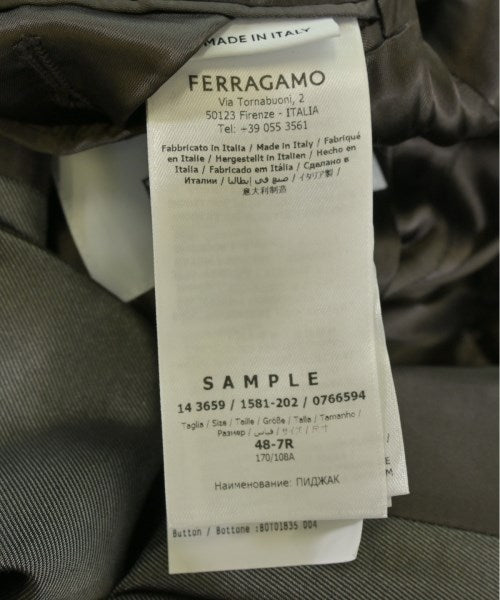 MADE IN ITALY
FERRAGAMO
Via Tornabuoni, 2
50123 Firenze - ITALIA
Tel: +39 055 3561
Fabbricato in Italia / Made in Italy / Fabriqué
en Italie / Hergestellt in Italien / Hecho en
Italia / Fabricado em Itália / Сделано в
Италии / صنع في إيطاليا / イタリア製 /
意大利制造
SAMPLE
14 3659 / 1581-202 / 0766594
Taglia / Size / Taille / Größe / Talla / Tamanho /
Размер / قياس / サイズ / 尺寸
48-7R
170/108A
Наименование: ПИДЖАК
Button / Bottone :BOT01835 004